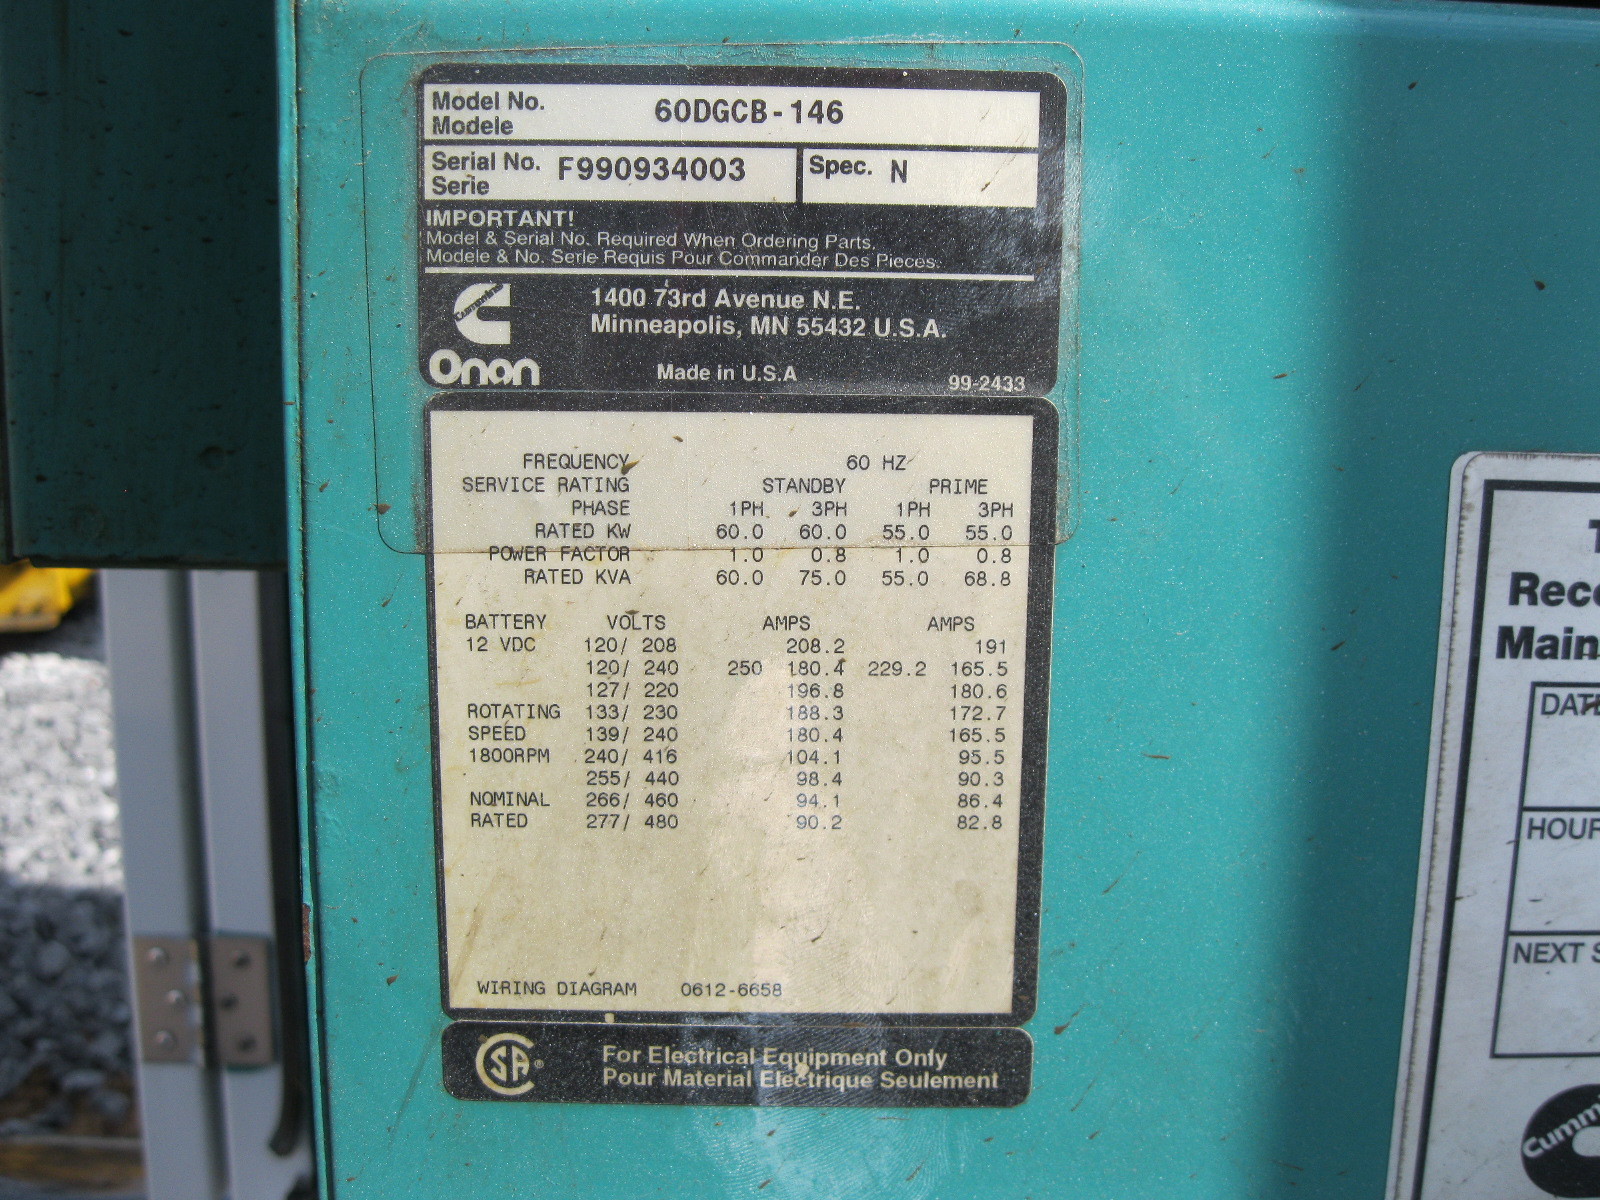 Model No. 60DGCB-146
Modele
Serial No. F990934003 Spec. N
Serie
IMPORTANT!
Model & Serial No. Required When Ordering Parts.
Modele & No. Serie Requis Pour Commander Des Pieces.
Cummins
Onan
1400 73rd Avenue N.E.
Minneapolis, MN 55432 U.S.A.
Made in U.S.A
99-2433
FREQUENCY 60 HZ
SERVICE RATING STANDBY PRIME
PHASE 1PH. 3PH 1PH 3PH
RATED KW 60.0 60.0 55.0 55.0
POWER FACTOR 1.0 0.8 1.0 0.8
RATED KVA 60.0 75.0 55.0 68.8
BATTERY VOLTS AMPS AMPS
12 VDC 120/ 208 208.2 191
120/ 240 250 180.4 229.2 165.5
127/ 220 196.8 180.6
ROTATING 133/ 230 188.3 172.7
SPEED 139/ 240 180.4 165.5
1800RPM 240/ 416 104.1 95.5
255/ 440 98.4 90.3
NOMINAL 266/ 460 94.1 86.4
RATED 277/ 480 90.2 82.8
WIRING DIAGRAM 0612-6658
CSA®
For Electrical Equipment Only
Pour Material Electrique Seulement
T
Reco
Main
DATE
HOUR
NEXT S
Cummi